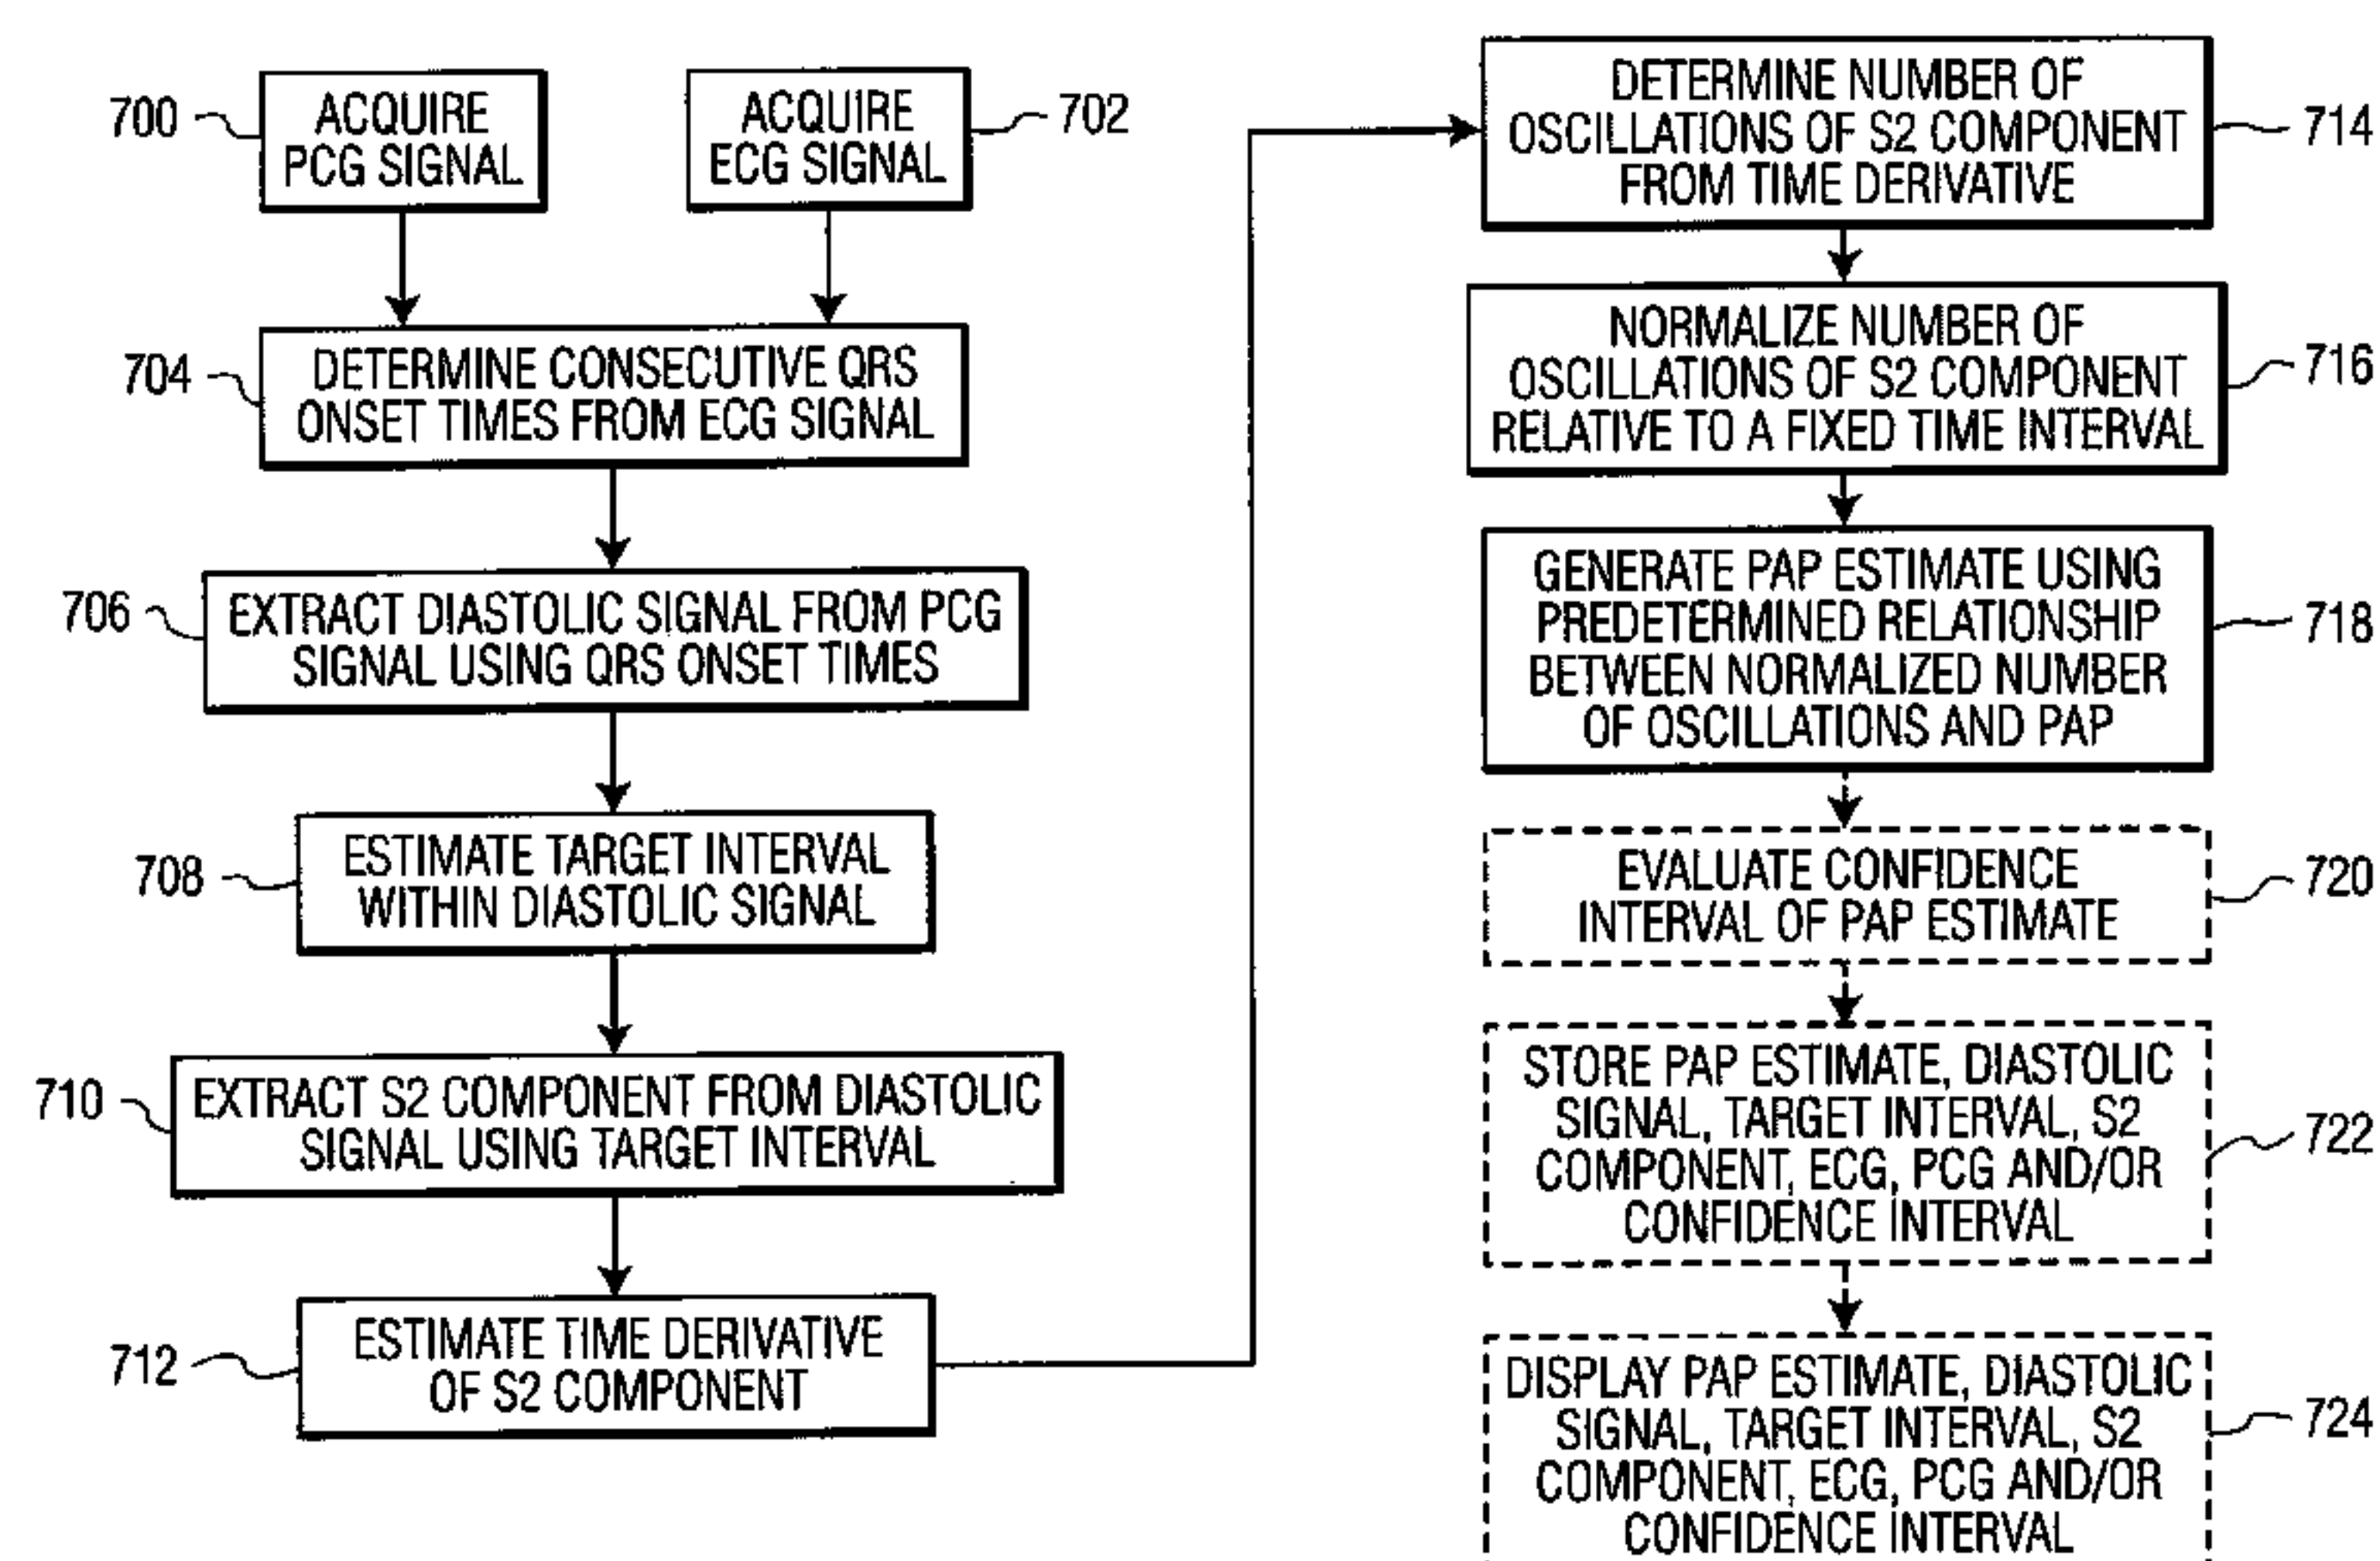 700
ACQUIRE
PCG SIGNAL
ACQUIRE
ECG SIGNAL
702
704
DETERMINE CONSECUTIVE QRS
ONSET TIMES FROM ECG SIGNAL
706
EXTRACT DIASTOLIC SIGNAL FROM PCG
SIGNAL USING QRS ONSET TIMES
708
ESTIMATE TARGET INTERVAL
WITHIN DIASTOLIC SIGNAL
710
EXTRACT S2 COMPONENT FROM DIASTOLIC
SIGNAL USING TARGET INTERVAL
712
ESTIMATE TIME DERIVATIVE
OF S2 COMPONENT
DETERMINE NUMBER OF
OSCILLATIONS OF S2 COMPONENT
FROM TIME DERIVATIVE
714
NORMALIZE NUMBER OF
OSCILLATIONS OF S2 COMPONENT
RELATIVE TO A FIXED TIME INTERVAL
716
GENERATE PAP ESTIMATE USING
PREDETERMINED RELATIONSHIP
BETWEEN NORMALIZED NUMBER
OF OSCILLATIONS AND PAP
718
EVALUATE CONFIDENCE
INTERVAL OF PAP ESTIMATE
720
STORE PAP ESTIMATE, DIASTOLIC
SIGNAL, TARGET INTERVAL, S2
COMPONENT, ECG, PCG AND/OR
CONFIDENCE INTERVAL
722
DISPLAY PAP ESTIMATE, DIASTOLIC
SIGNAL, TARGET INTERVAL, S2
COMPONENT, ECG, PCG AND/OR
CONFIDENCE INTERVAL
724